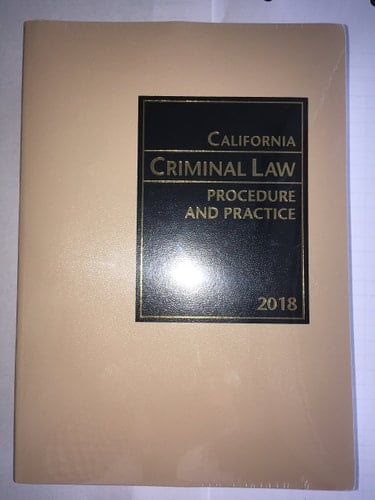 CALIFORNIA
CRIMINAL LAW
PROCEDURE
AND PRACTICE
2018